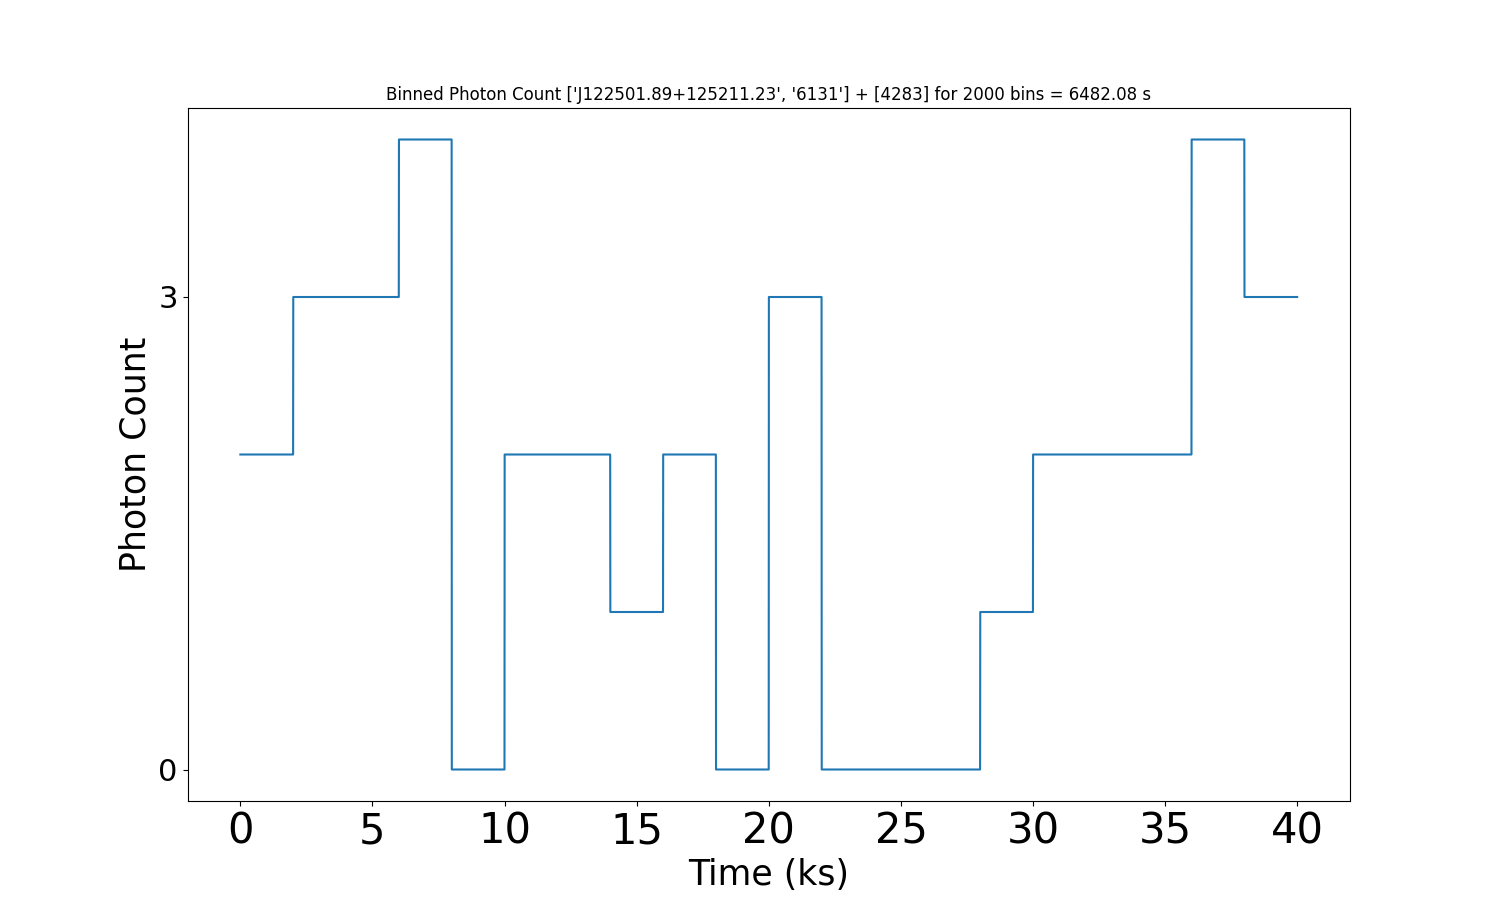 Binned Photon Count ['J122501.89+125211.23', '6131'] + [4283] for 2000 bins = 6482.08 s
3
Photon Count
0
0 5 10 15 20 25 30 35 40
Time (ks)